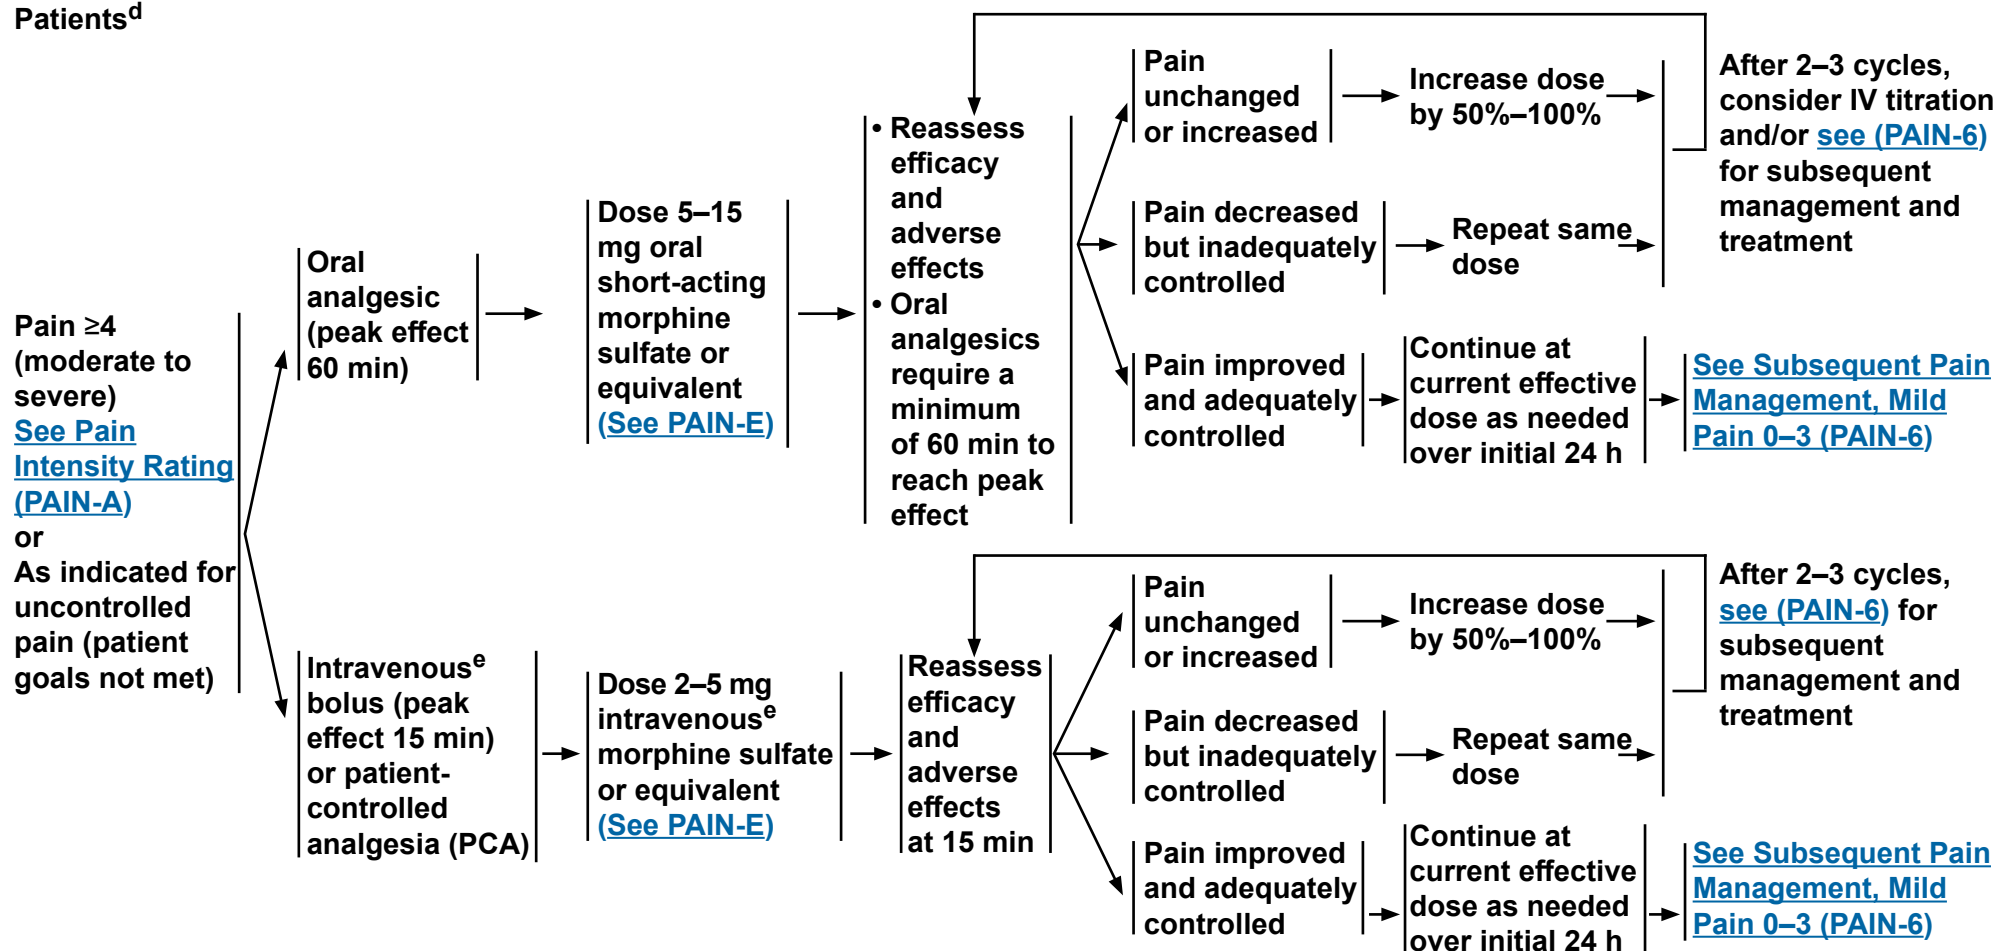 Patientsd
Pain ≥4
(moderate to
severe)
See Pain
Intensity Rating
(PAIN-A)
or
As indicated for
uncontrolled
pain (patient
goals not met)
Oral
analgesic
(peak effect
60 min)
Dose 5–15
mg oral
short-acting
morphine
sulfate or
equivalent
(See PAIN-E)
• Reassess
efficacy
and
adverse
effects
• Oral
analgesics
require a
minimum
of 60 min to
reach peak
effect
Pain
unchanged
or increased
Increase dose
by 50%–100%
Pain decreased
but inadequately
controlled
Repeat same
dose
After 2–3 cycles,
consider IV titration
and/or see (PAIN-6)
for subsequent
management and
treatment
Pain improved
and adequately
controlled
Continue at
current effective
dose as needed
over initial 24 h
See Subsequent Pain
Management, Mild
Pain 0–3 (PAIN-6)
Intravenouse
bolus (peak
effect 15 min)
or patient-
controlled
analgesia (PCA)
Dose 2–5 mg
intravenouse
morphine sulfate
or equivalent
(See PAIN-E)
Reassess
efficacy
and
adverse
effects
at 15 min
Pain
unchanged
or increased
Increase dose
by 50%–100%
Pain decreased
but inadequately
controlled
Repeat same
dose
After 2–3 cycles,
see (PAIN-6) for
subsequent
management and
treatment
Pain improved
and adequately
controlled
Continue at
current effective
dose as needed
over initial 24 h
See Subsequent Pain
Management, Mild
Pain 0–3 (PAIN-6)